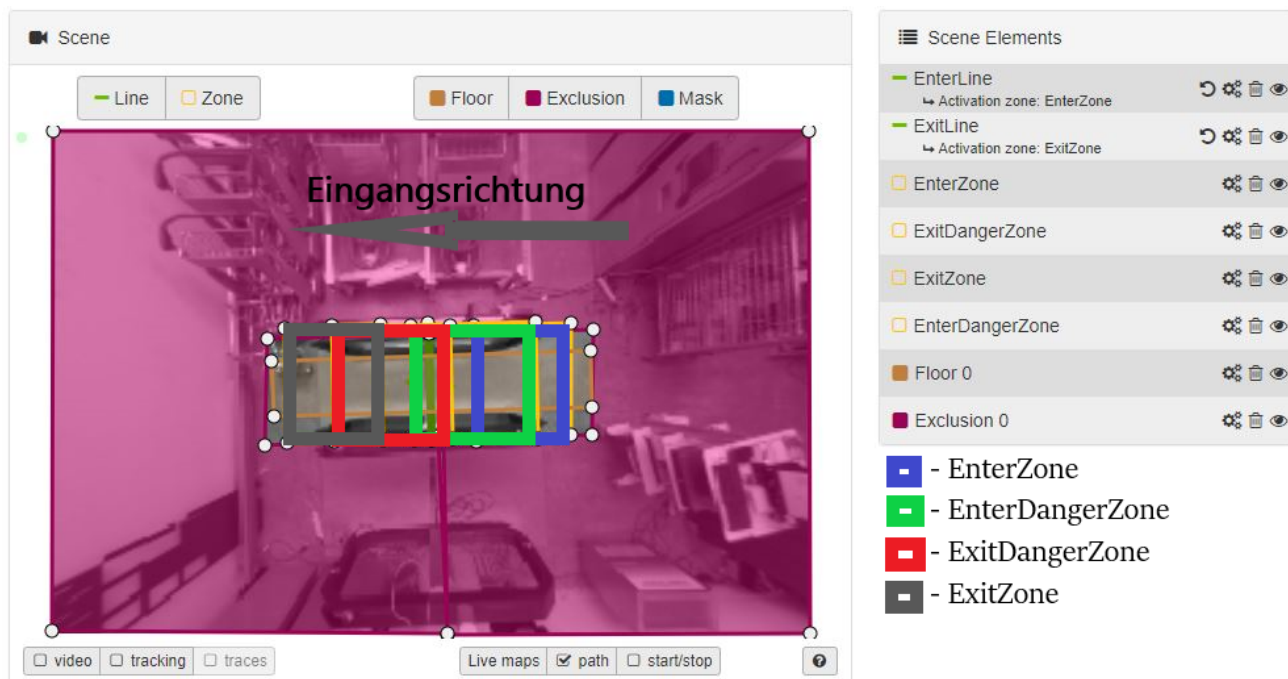 Scene
Line
Zone
Floor
Exclusion
Mask
Eingangsrichtung
video
tracking
traces
Live maps
path
start/stop
Scene Elements
EnterLine
Activation zone: EnterZone
ExitLine
Activation zone: ExitZone
EnterZone
ExitDangerZone
ExitZone
EnterDangerZone
Floor 0
Exclusion 0
- EnterZone
- EnterDangerZone
- ExitDangerZone
- ExitZone